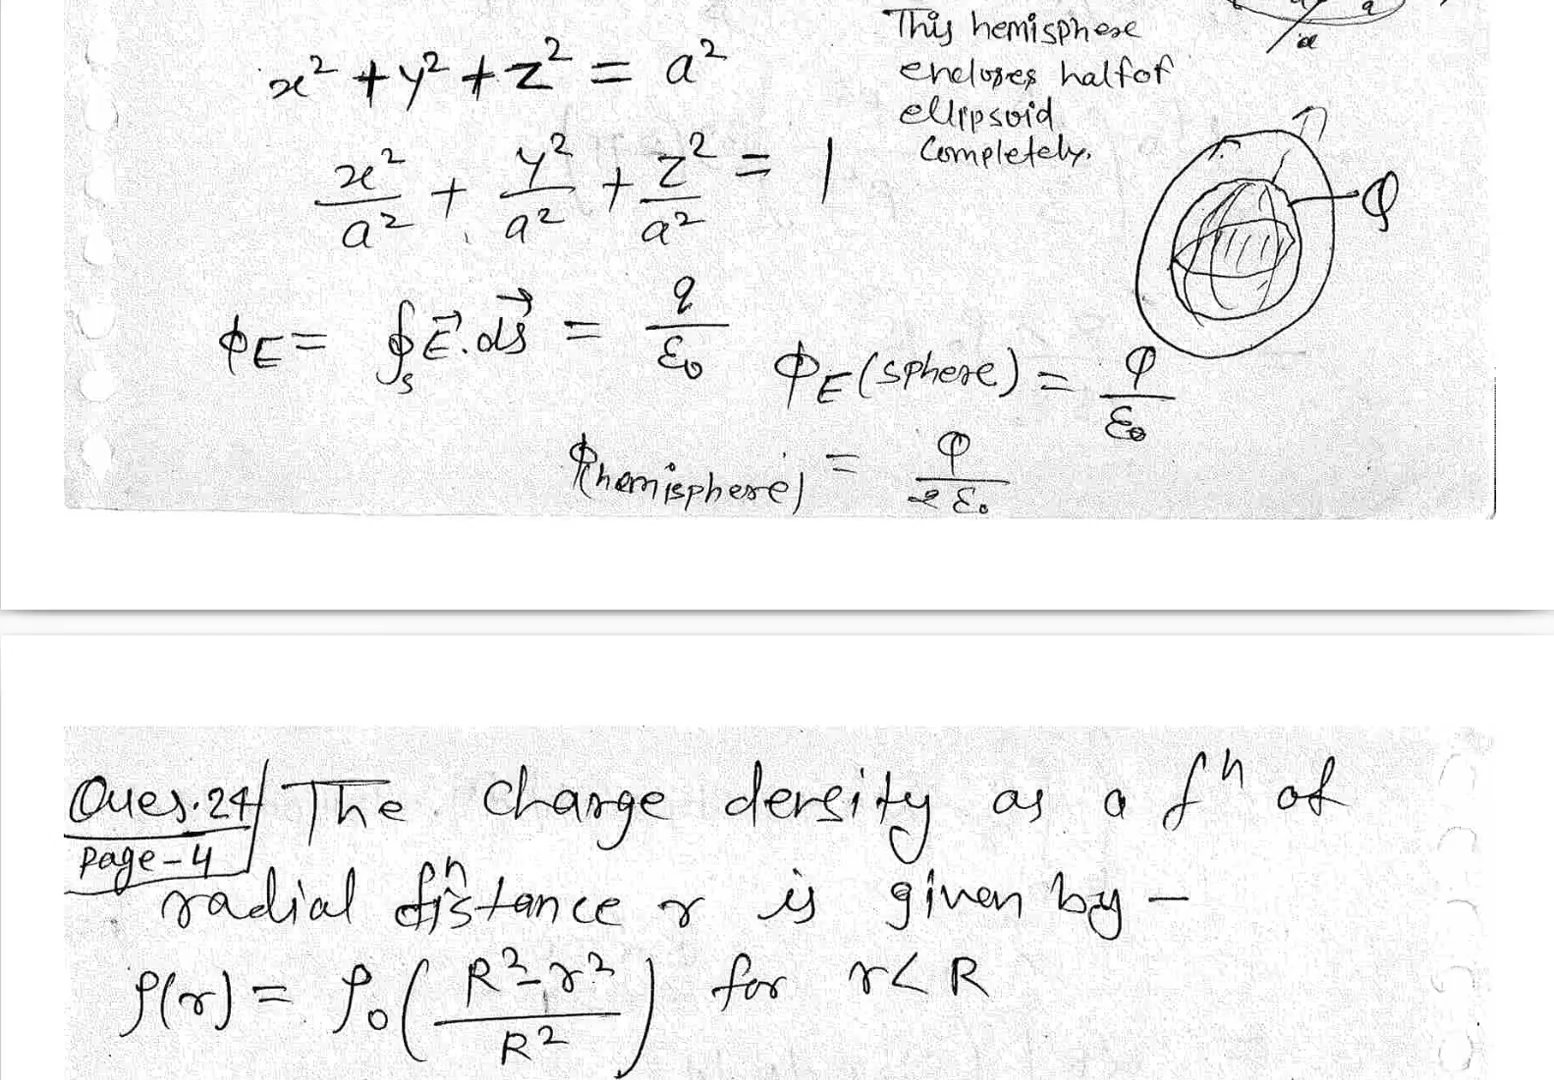 This hemisphere
encloses half of
ellipsoid
Completely.
a
x² + y² + z² = a²
x²/a² + y²/a² + z²/a² = 1
Q
ϕE = ∮s E⃗.ds⃗ = q/ε₀
ϕE (sphere) = Q/ε₀
ϕ(hemisphere) = Q/2ε₀
Ques.24 The charge density as a fⁿ of
Page-4
radial distance r is given by –
ρ(r) = ρ₀ (R²-r²/R²) for r< R